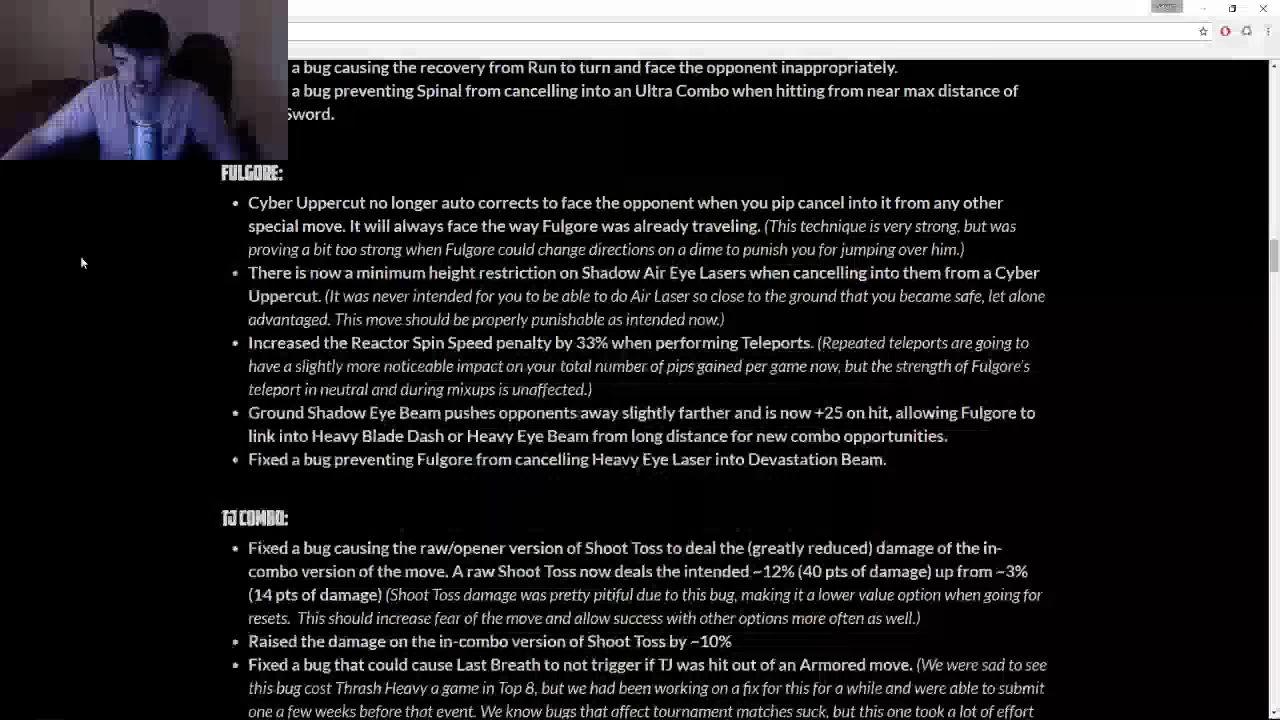 a bug causing the recovery from Run to turn and face the opponent inappropriately.
a bug preventing Spinal from cancelling into an Ultra Combo when hitting from near max distance of
Sword.
FULGORE:
• Cyber Uppercut no longer auto corrects to face the opponent when you pip cancel into it from any other
special move. It will always face the way Fulgore was already traveling. (This technique is very strong, but was
proving a bit too strong when Fulgore could change directions on a dime to punish you for jumping over him.)
• There is now a minimum height restriction on Shadow Air Eye Lasers when cancelling into them from a Cyber
Uppercut. (It was never intended for you to be able to do Air Laser so close to the ground that you became safe, let alone
advantaged. This move should be properly punishable as intended now.)
• Increased the Reactor Spin Speed penalty by 33% when performing Teleports. (Repeated teleports are going to
have a slightly more noticeable impact on your total number of pips gained per game now, but the strength of Fulgore's
teleport in neutral and during mixups is unaffected.)
• Ground Shadow Eye Beam pushes opponents away slightly farther and is now +25 on hit, allowing Fulgore to
link into Heavy Blade Dash or Heavy Eye Beam from long distance for new combo opportunities.
• Fixed a bug preventing Fulgore from cancelling Heavy Eye Laser into Devastation Beam.
TJ COMBO:
• Fixed a bug causing the raw/opener version of Shoot Toss to deal the (greatly reduced) damage of the in-
combo version of the move. A raw Shoot Toss now deals the intended ~12% (40 pts of damage) up from ~3%
(14 pts of damage) (Shoot Toss damage was pretty pitiful due to this bug, making it a lower value option when going for
resets. This should increase fear of the move and allow success with other options more often as well.)
• Raised the damage on the in-combo version of Shoot Toss by ~10%
• Fixed a bug that could cause Last Breath to not trigger if TJ was hit out of an Armored move. (We were sad to see
this bug cost Thrash Heavy a game in Top 8, but we had been working on a fix for this for a while and were able to submit
one a few weeks before that event. We know bugs that affect tournament matches suck, but this one took a lot of effort